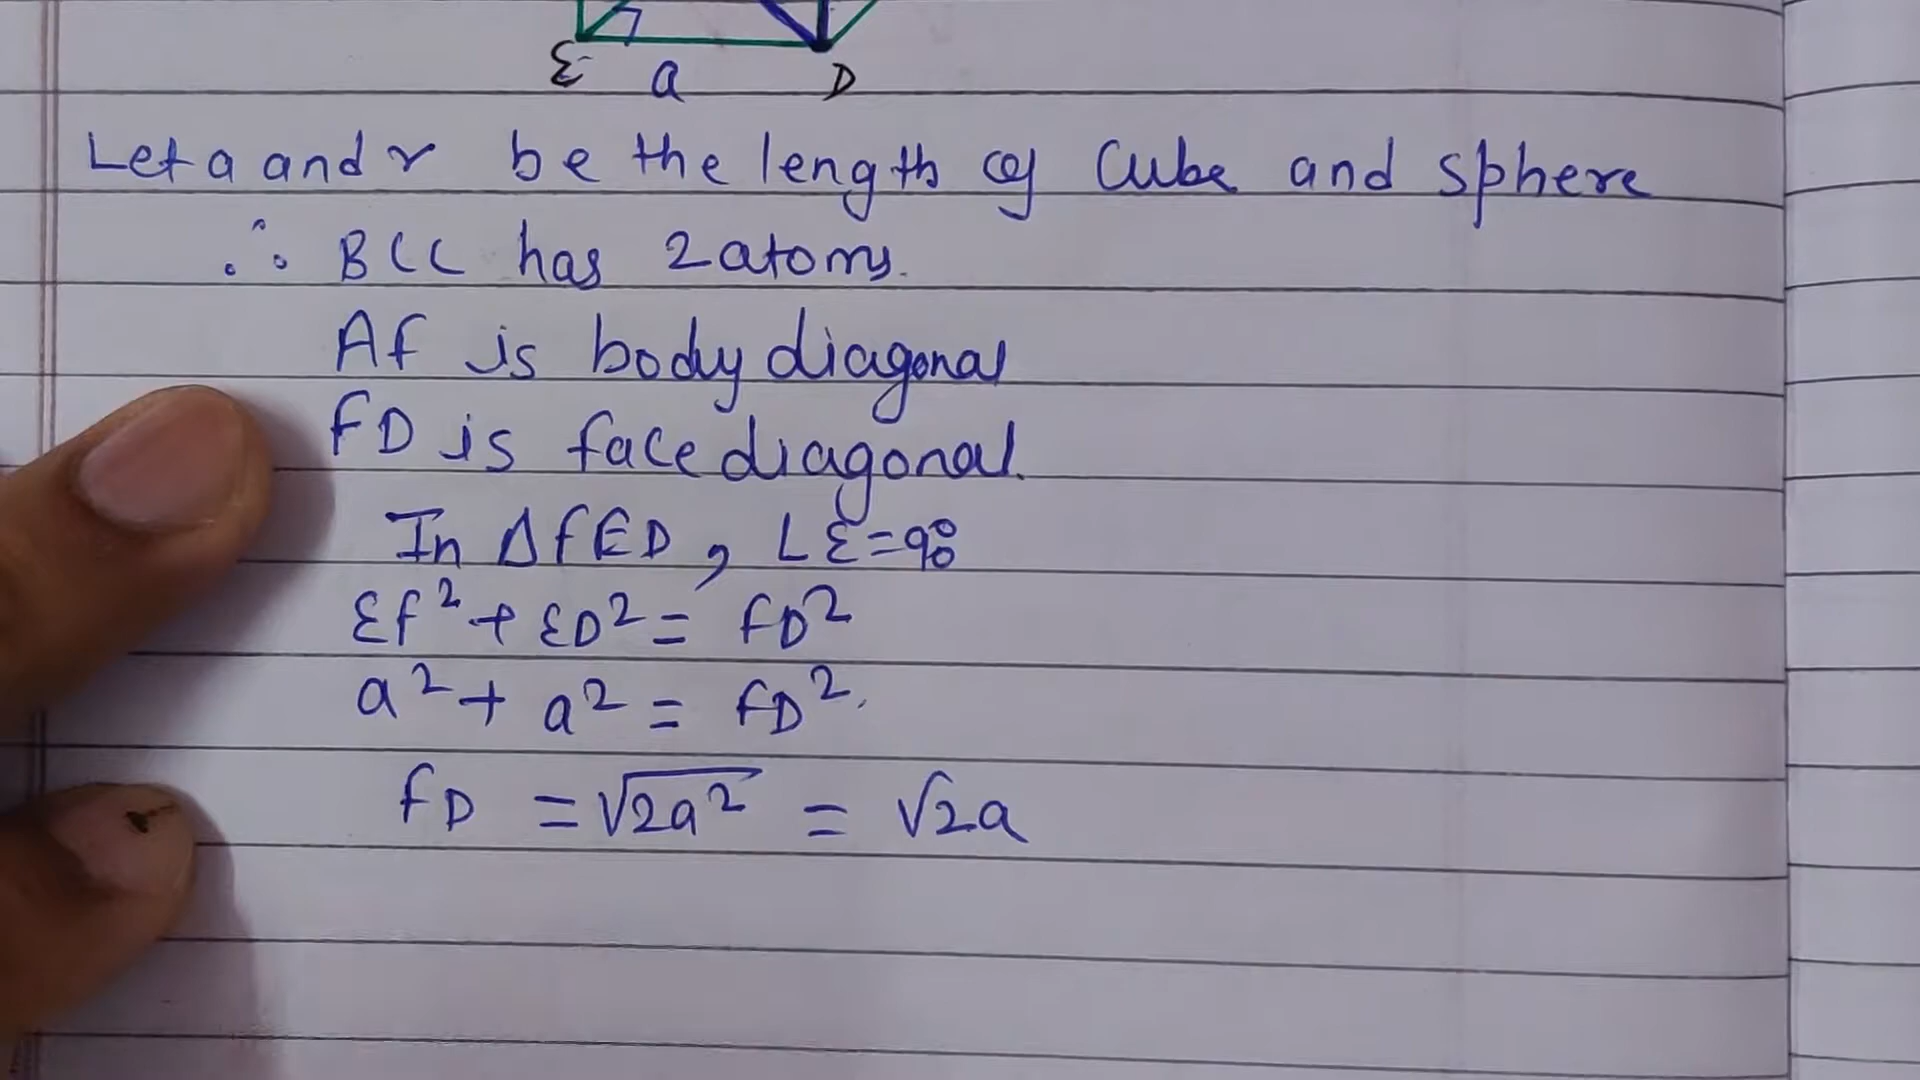 E a D
Let a and r be the length of Cube and sphere
∴ BCC has 2 atoms.
Af is body diagonal
fD is face diagonal.
In ΔfED, LE=90°
Ef² + ED² = fD²
a² + a² = fD².
fD = √2a² = √2a